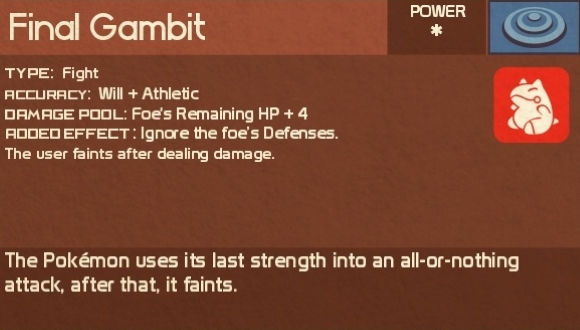 Final Gambit
POWER
*
TYPE: Fight
ACCURACY: Will + Athletic
DAMAGE POOL: Foe's Remaining HP + 4
ADDED EFFECT: Ignore the foe's Defenses.
The user faints after dealing damage.
The Pokémon uses its last strength into an all-or-nothing
attack, after that, it faints.